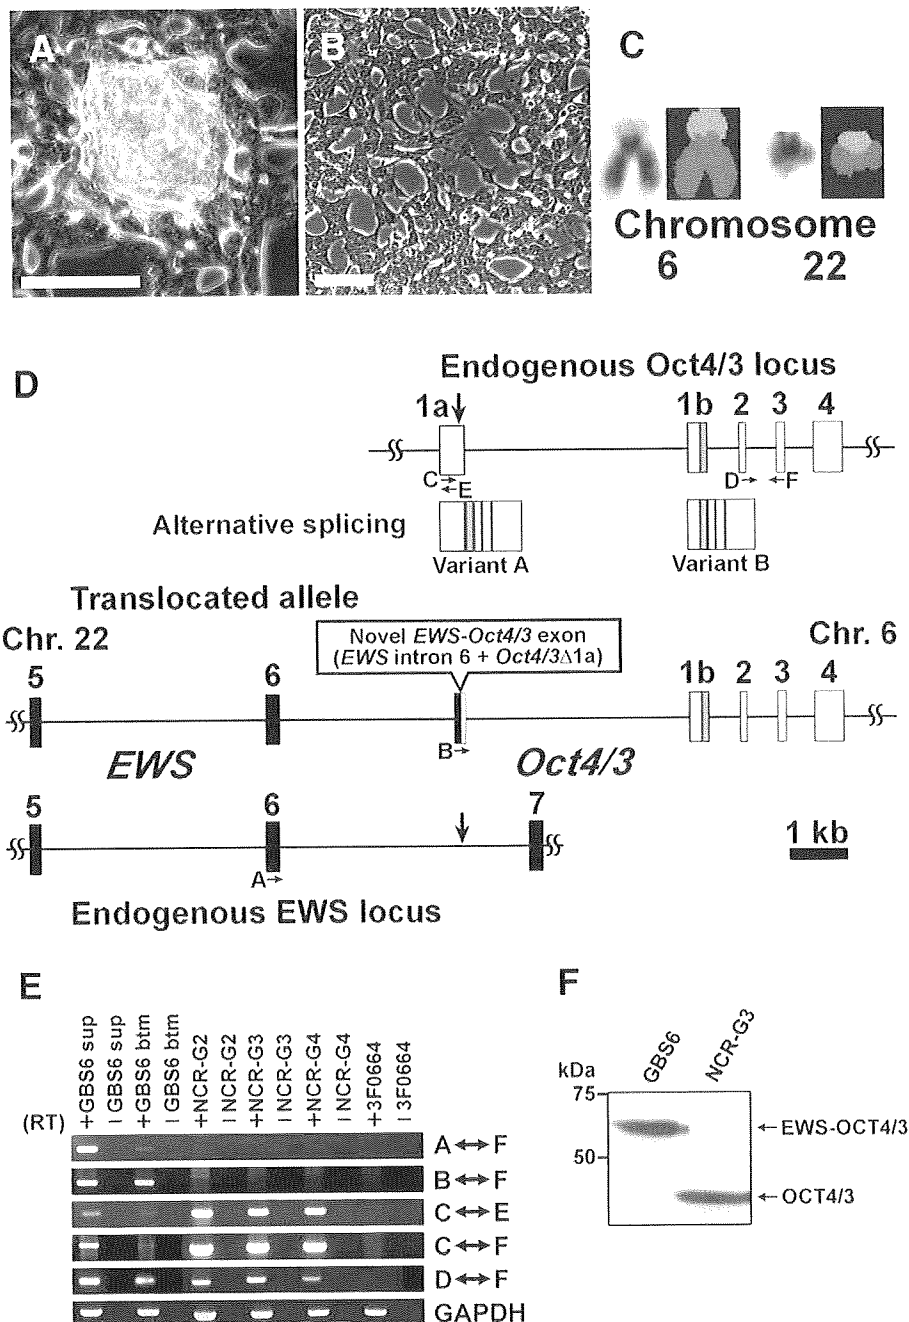 A
B
C
Chromosome
6 22
D
Endogenous Oct4/3 locus
1a 1b 2 3 4
C E D F
Alternative splicing
Variant A Variant B
Translocated allele
Chr. 22 Chr. 6
Novel EWS-Oct4/3 exon
(EWS intron 6 + Oct4/3Δ1a)
5 6 1b 2 3 4
B
EWS Oct4/3
5 6 7
1 kb
A
Endogenous EWS locus
E
(RT)
+GBS6 sup
−GBS6 sup
+GBS6 btm
−GBS6 btm
+NCR-G2
−NCR-G2
+NCR-G3
−NCR-G3
+NCR-G4
−NCR-G4
+3F0664
−3F0664
A↔F
B↔F
C↔E
C↔F
D↔F
GAPDH
F
GBS6
NCR-G3
kDa
75
50
←EWS-OCT4/3
←OCT4/3